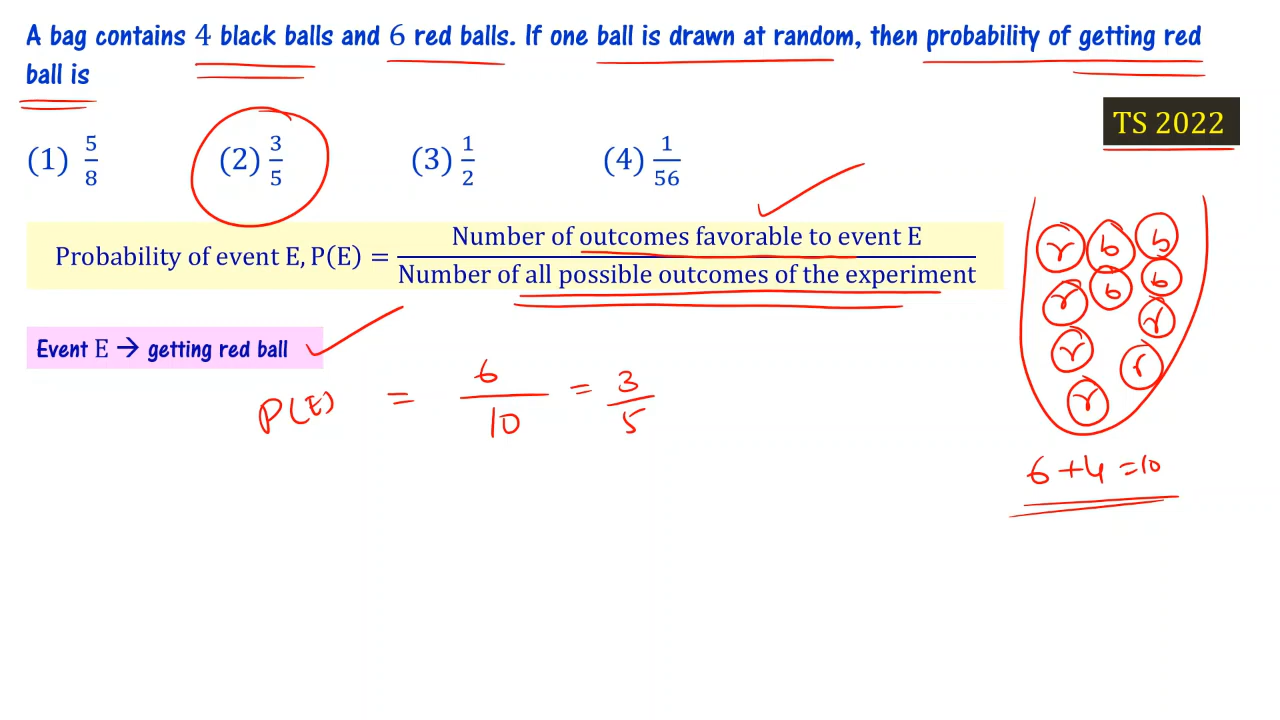 A bag contains 4 black balls and 6 red balls. If one ball is drawn at random, then probability of getting red
ball is
TS 2022
(1) 5/8 (2) 3/5 (3) 1/2 (4) 1/56
Probability of event E, P(E) = Number of outcomes favorable to event E / Number of all possible outcomes of the experiment
Event E → getting red ball
P(E) = 6/10 = 3/5
r b b
r b b
r r
r
r
6 + 4 = 10